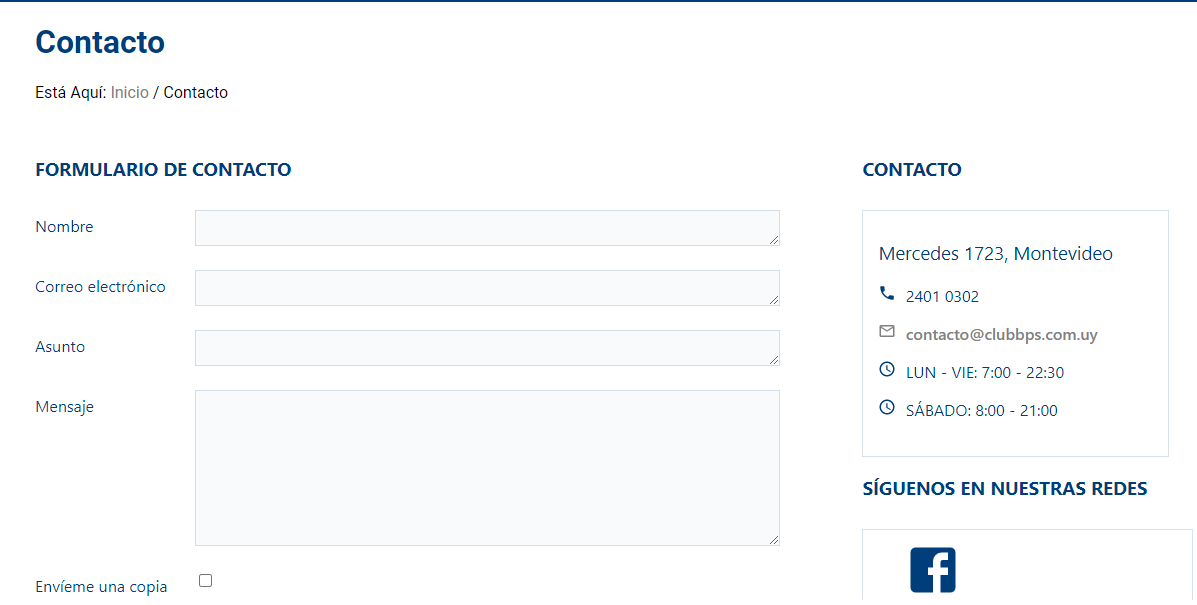 Contacto
Está Aquí: Inicio / Contacto
FORMULARIO DE CONTACTO
Nombre
Correo electrónico
Asunto
Mensaje
Envíeme una copia
CONTACTO
Mercedes 1723, Montevideo
2401 0302
contacto@clubbps.com.uy
LUN - VIE: 7:00 - 22:30
SÁBADO: 8:00 - 21:00
SÍGUENOS EN NUESTRAS REDES